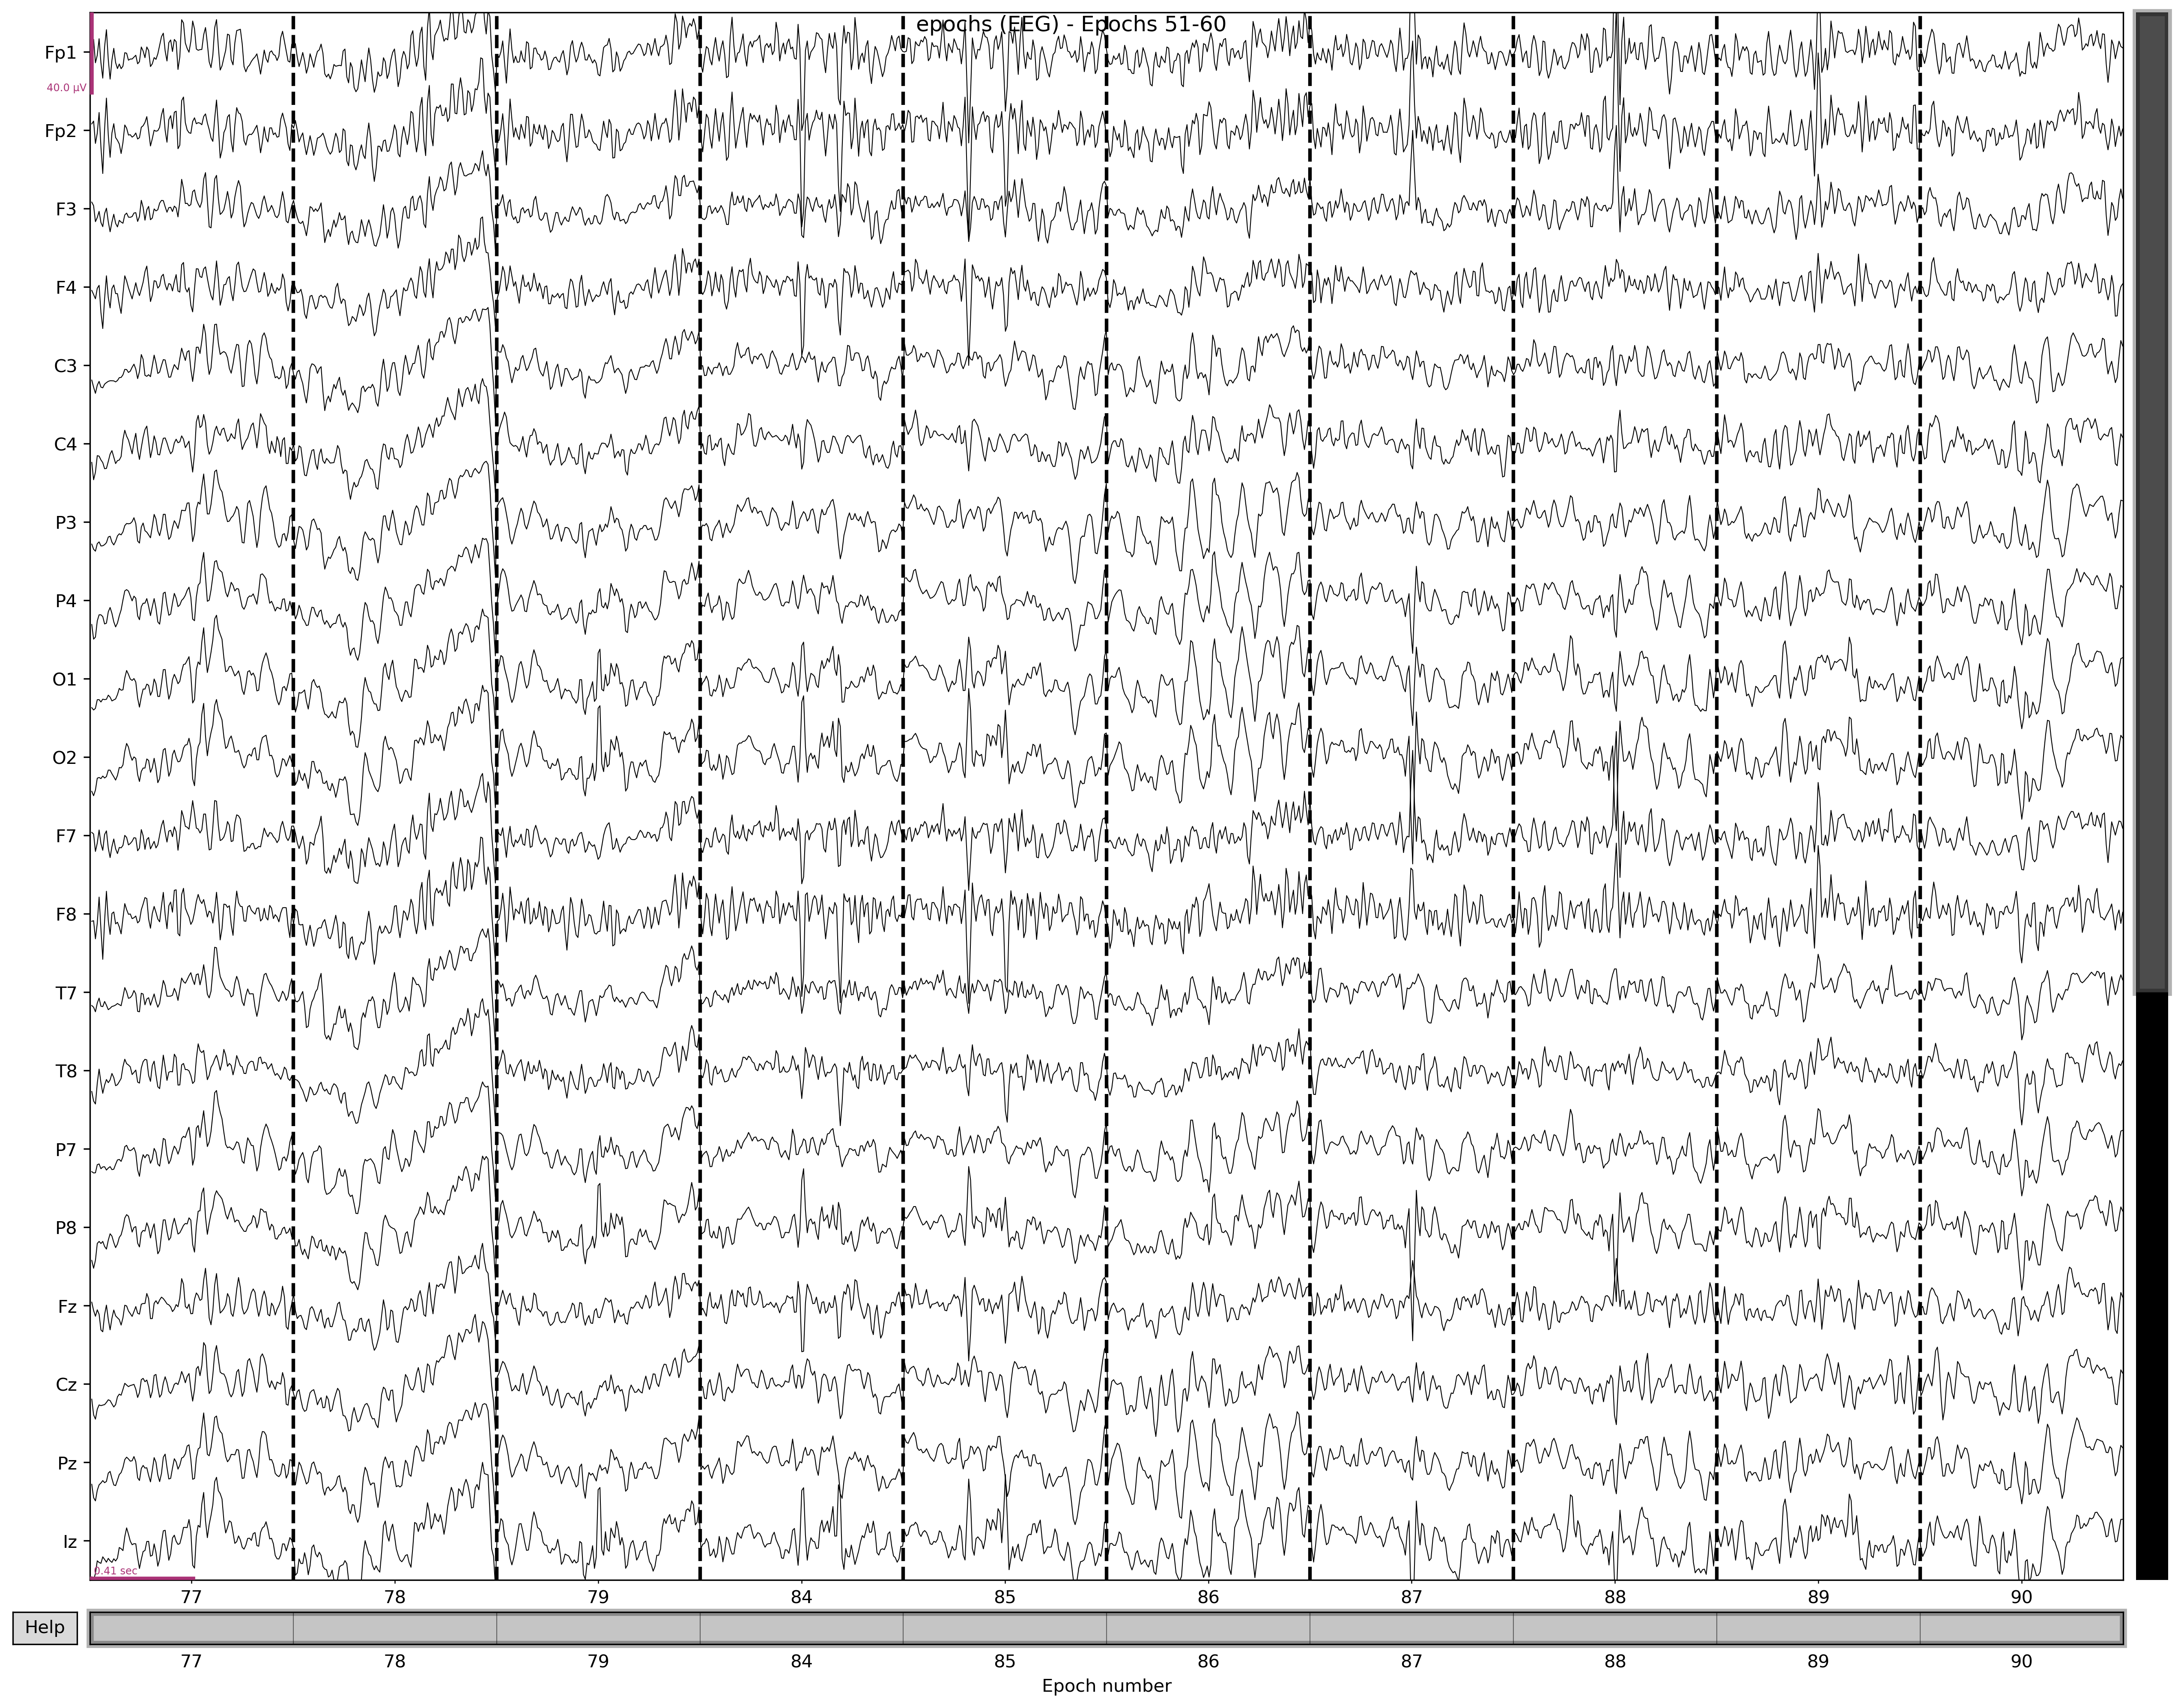 epochs (EEG) - Epochs 51-60
Fp1
40.0 µV
Fp2
F3
F4
C3
C4
P3
P4
O1
O2
F7
F8
T7
T8
P7
P8
Fz
Cz
Pz
Iz
0.41 sec
77 78 79 84 85 86 87 88 89 90
Help
77 78 79 84 85 86 87 88 89 90
Epoch number